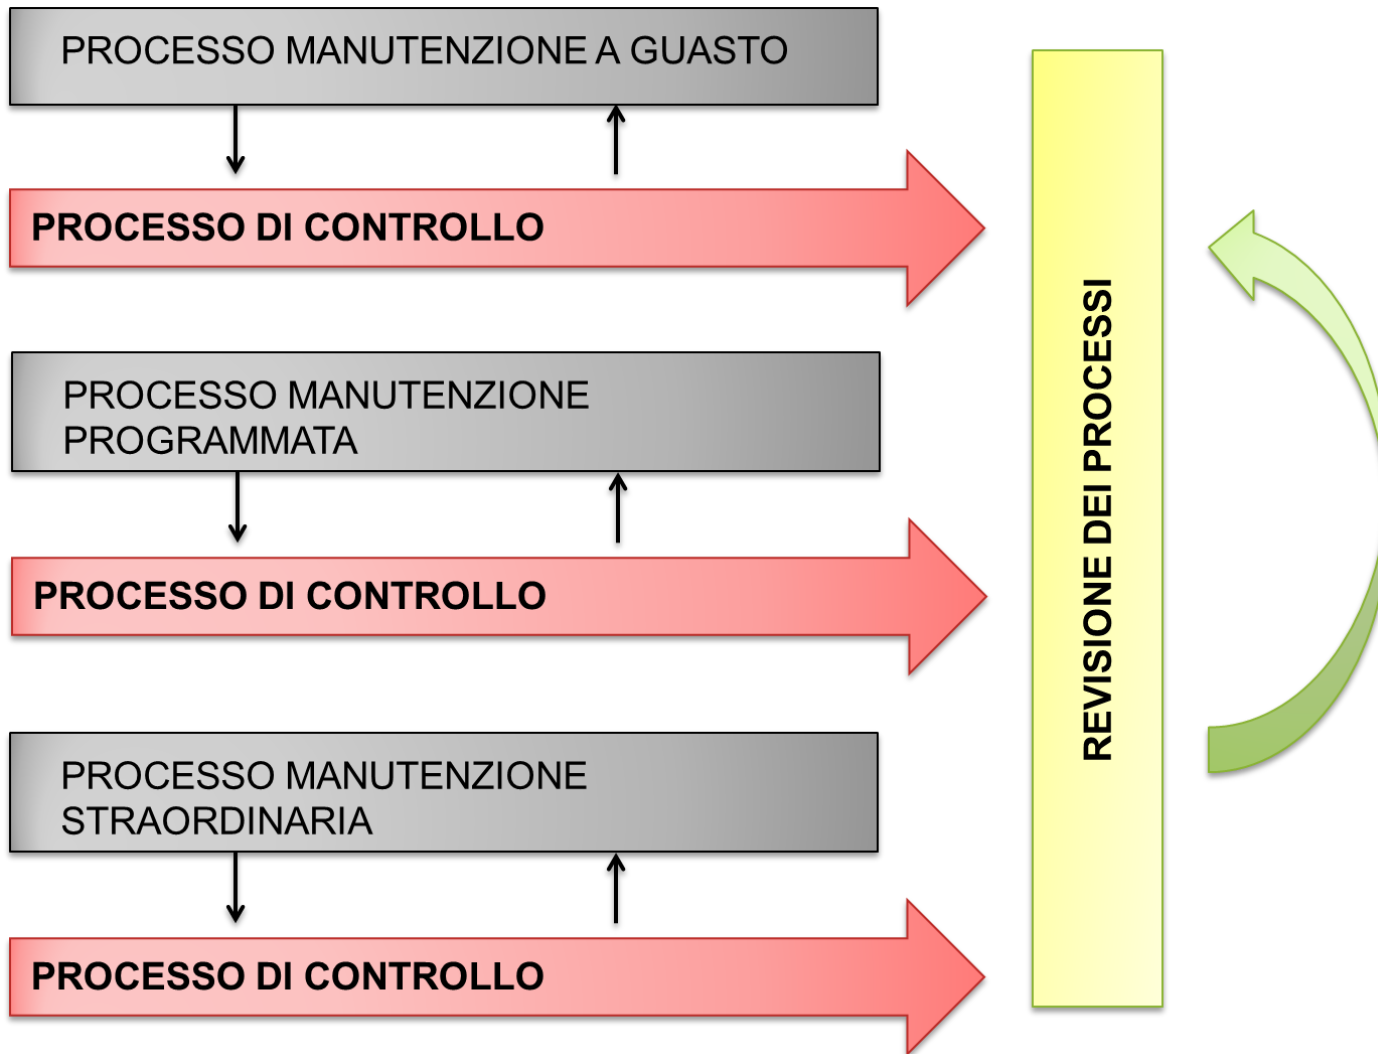 PROCESSO MANUTENZIONE A GUASTO
PROCESSO DI CONTROLLO
PROCESSO MANUTENZIONE
PROGRAMMATA
PROCESSO DI CONTROLLO
PROCESSO MANUTENZIONE
STRAORDINARIA
PROCESSO DI CONTROLLO
REVISIONE DEI PROCESSI